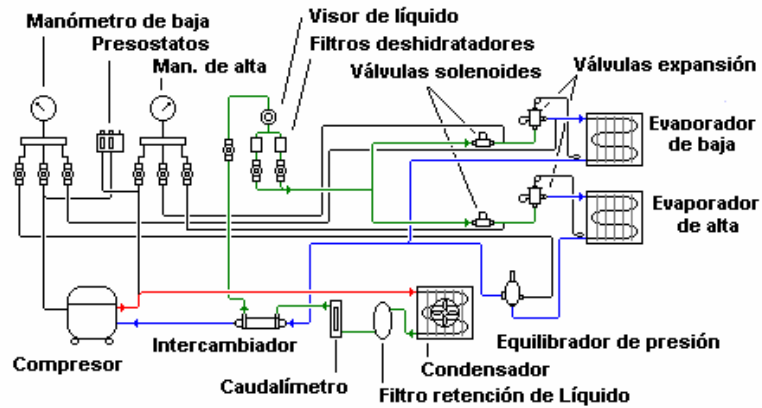 Manómetro de baja
Presostatos
Man. de alta
Visor de líquido
Filtros deshidratadores
Válvulas solenoides
Válvulas expansión
Evaporador
de baja
Evaporador
de alta
Equilibrador de presión
Compresor
Intercambiador
Caudalímetro
Condensador
Filtro retención de Líquido